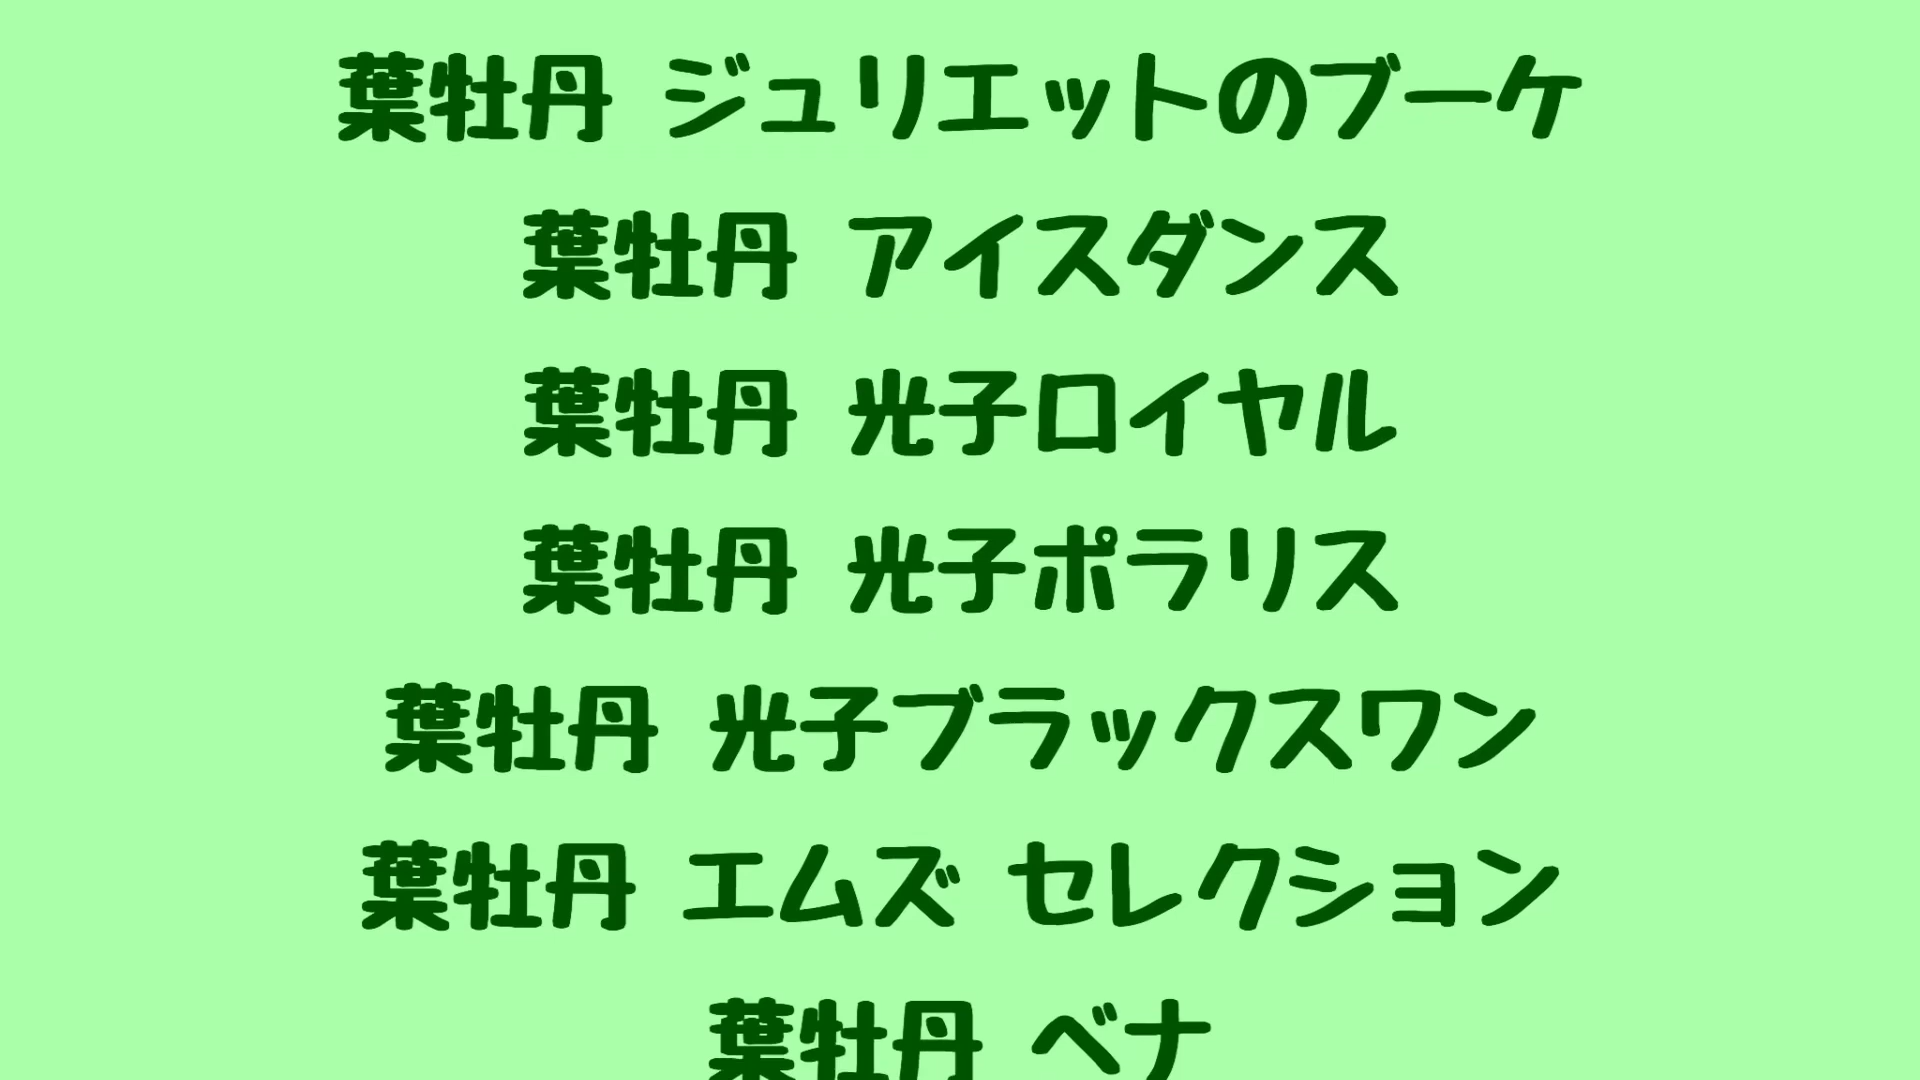 葉牡丹 ジュリエットのブーケ
葉牡丹 アイスダンス
葉牡丹 光子ロイヤル
葉牡丹 光子ポラリス
葉牡丹 光子ブラックスワン
葉牡丹 エムズ セレクション
葉牡丹 ベナ